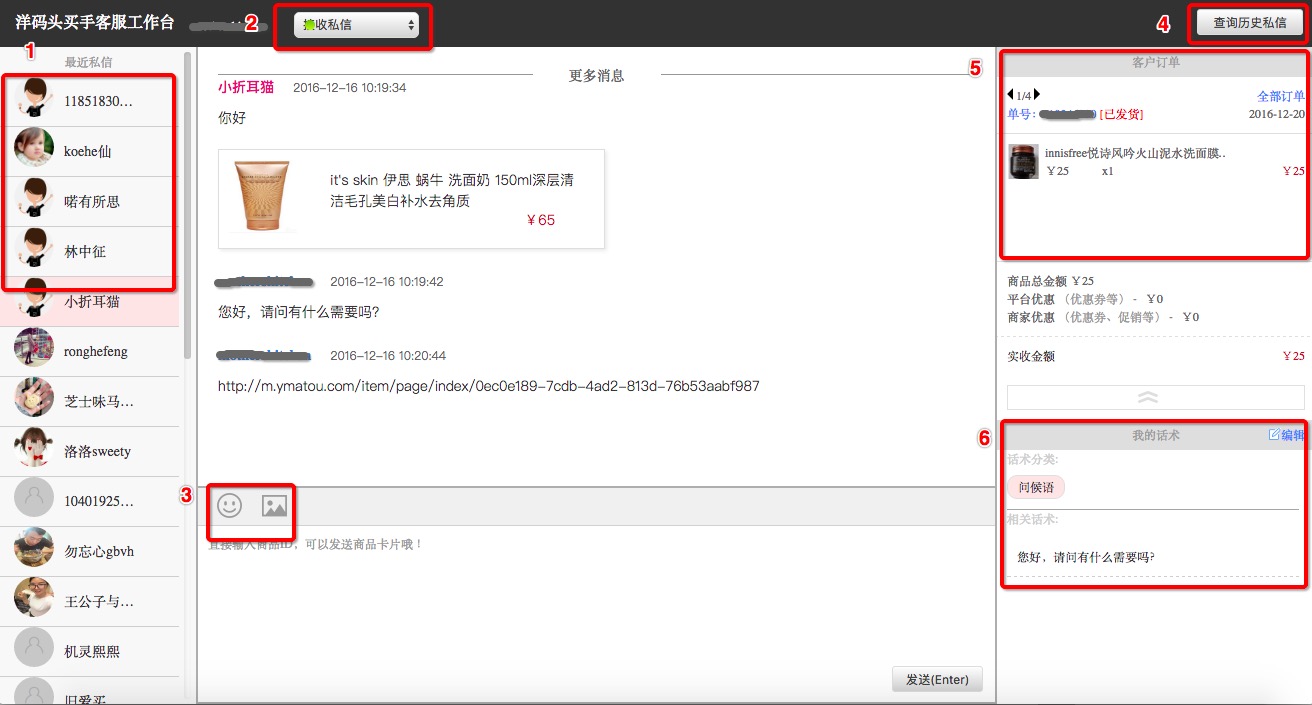 洋码头买手客服工作台
2
接收私信
4
查询历史私信
1
最近私信
11851830...
koehe仙
喏有所思
林中征
小折耳猫
ronghefeng
芝士味马...
洛洛sweety
10401925...
勿忘心gbvh
王公子与...
机灵熙熙
旧爱买
更多消息
小折耳猫 2016-12-16 10:19:34
你好
it's skin 伊思 蜗牛 洗面奶 150ml深层清
洁毛孔美白补水去角质
¥65
2016-12-16 10:19:42
您好，请问有什么需要吗?
2016-12-16 10:20:44
http://m.ymatou.com/item/page/index/0ec0e189-7cdb-4ad2-813d-76b53aabf987
3
直接输入商品ID，可以发送商品卡片哦！
发送(Enter)
5
客户订单
1/4
全部订单
单号: [已发货]
2016-12-20
innisfree悦诗风吟火山泥水洗面膜..
¥25 x1 ¥25
商品总金额 ¥25
平台优惠 （优惠券等） - ¥0
商家优惠 （优惠券、促销等） - ¥0
实收金额 ¥25
6
我的话术 编辑
话术分类:
问候语
相关话术:
您好，请问有什么需要吗?